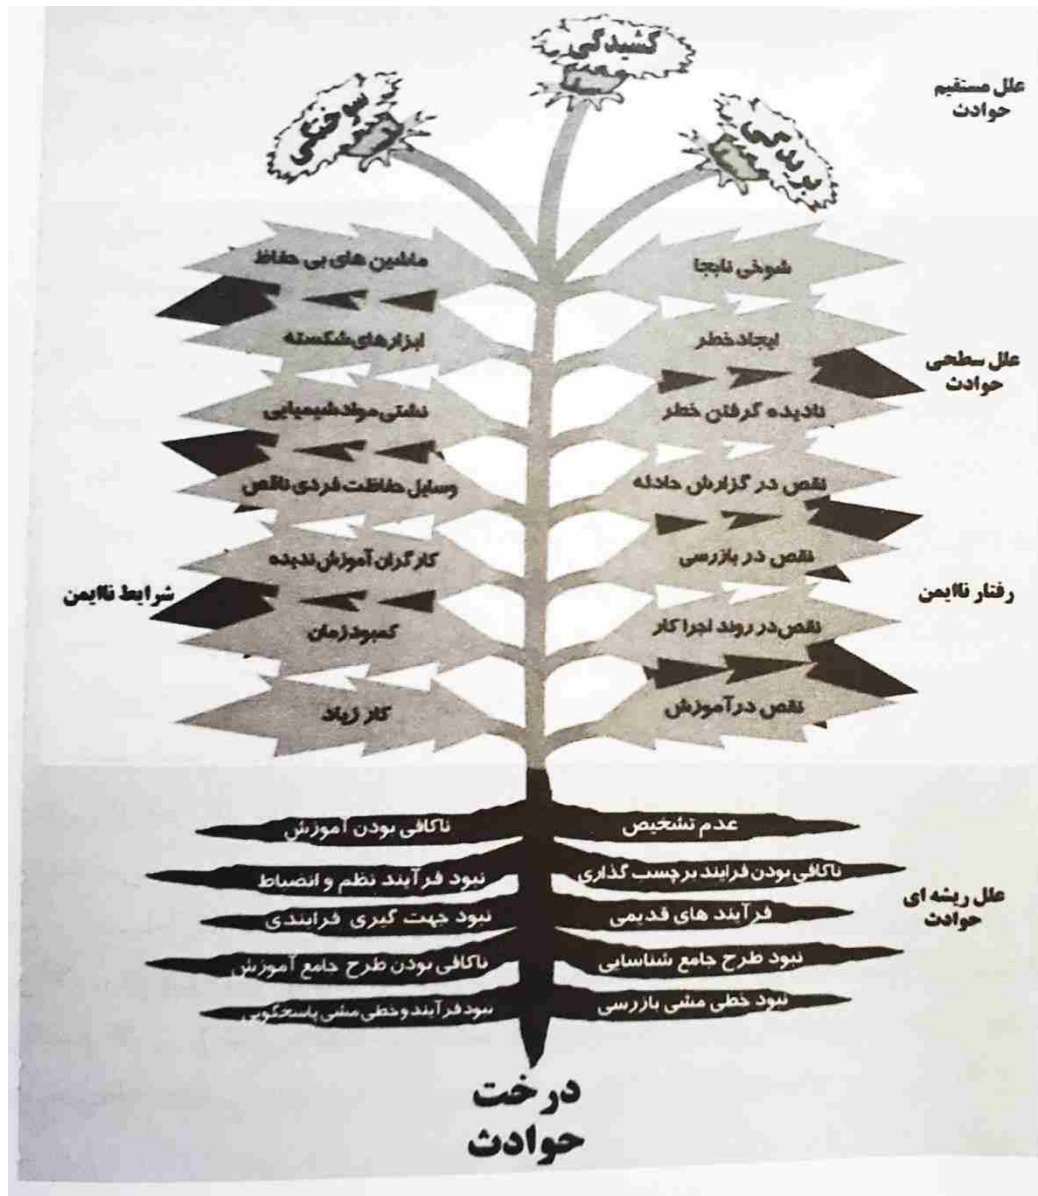 کشیدگی
سوختگی
بریدگی
علل مستقیم
حوادث
شوخی نابجا
ماشین های بی حفاظ
ایجاد خطر
ابزارهای شکسته
علل سطحی
حوادث
نادیده گرفتن خطر
نشتی مواد شیمیایی
نقص در گزارش حادثه
وسایل حفاظت فردی ناقص
نقص در بازرسی
کارگران آموزش ندیده
رفتار ناایمن
شرایط ناایمن
نقص در روند اجرا کار
کمبود زمان
نقص در آموزش
کار زیاد
عدم تشخیص
ناکافی بودن آموزش
ناکافی بودن فرایند برچسب گذاری
نبود فرآیند نظم و انضباط
علل ریشه ای
حوادث
فرآیند های قدیمی
نبود جهت گیری فرایندی
نبود طرح جامع شناسایی
ناکافی بودن طرح جامع آموزش
نبود خطی مشی بازرسی
نبود فرآیند و خطی مشی پاسخگویی
درخت
حوادث